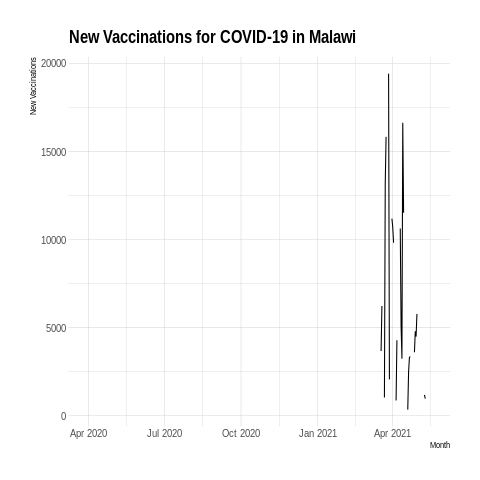 New Vaccinations for COVID-19 in Malawi
New Vaccinations
20000
15000
10000
5000
0
Apr 2020 Jul 2020 Oct 2020 Jan 2021 Apr 2021
Month